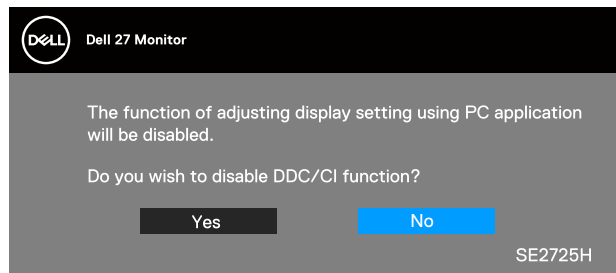 DELL Dell 27 Monitor
The function of adjusting display setting using PC application
will be disabled.
Do you wish to disable DDC/CI function?
Yes No
SE2725H